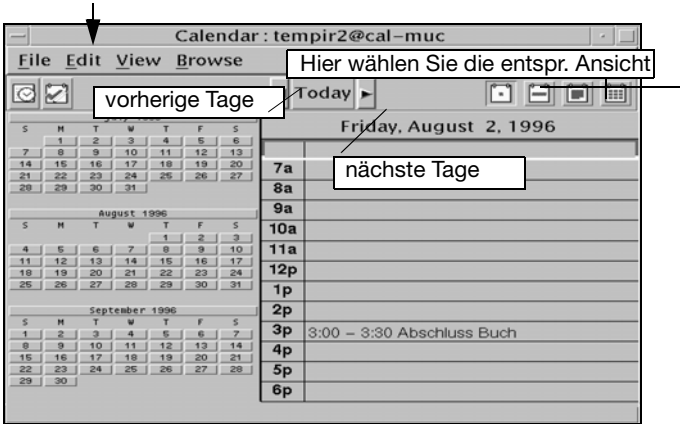 Calendar : tempir2@cal-muc
File Edit View Browse
Hier wählen Sie die entspr. Ansicht
vorherige Tage
Today
nächste Tage
Friday, August 2, 1996
S M T W T F S
1 2 3 4 5 6
7 8 9 10 11 12 13
14 15 16 17 18 19 20
21 22 23 24 25 26 27
28 29 30 31
August 1996
S M T W T F S
1 2 3
4 5 6 7 8 9 10
11 12 13 14 15 16 17
18 19 20 21 22 23 24
25 26 27 28 29 30 31
September 1996
S M T W T F S
1 2 3 4 5 6 7
8 9 10 11 12 13 14
15 16 17 18 19 20 21
22 23 24 25 26 27 28
29 30
7a
8a
9a
10a
11a
12p
1p
2p
3p 3:00 – 3:30 Abschluss Buch
4p
5p
6p